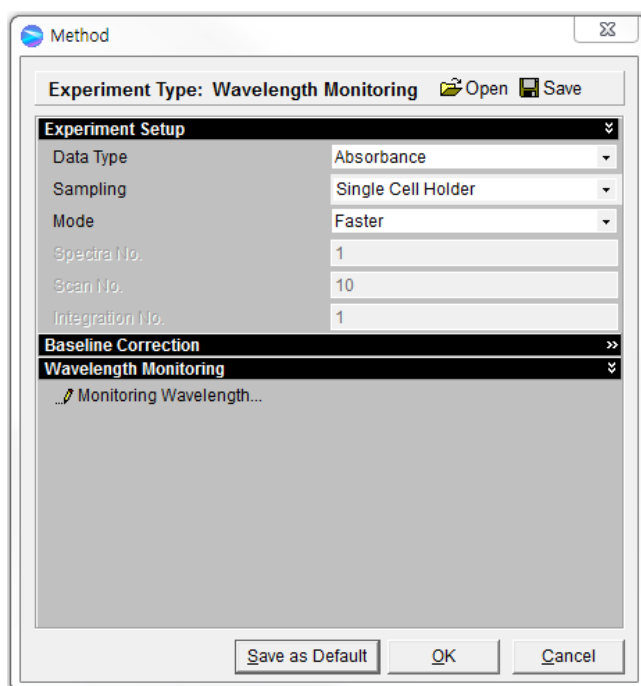 Method
Experiment Type: Wavelength Monitoring Open Save
Experiment Setup
Data Type Absorbance
Sampling Single Cell Holder
Mode Faster
Spectra No. 1
Scan No. 10
Integration No. 1
Baseline Correction
Wavelength Monitoring
Monitoring Wavelength...
Save as Default OK Cancel